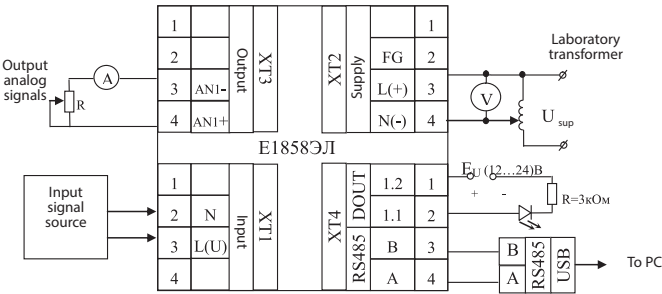 Output
analog
signals
A
R
1
2
3 AN1-
4 AN1+
Output
XT3
XT2
Supply
1
FG 2
L(+) 3
N(-) 4
V
Laboratory
transformer
U sup
Е1858ЭЛ
Input
signal
source
1
2 N
3 L(U)
4
Input
XT1
XT4
DOUT
RS485
1.2 1
1.1 2
B 3
A 4
EU (12...24)В
+ -
R=3кОм
B
A
RS485
USB
To PC